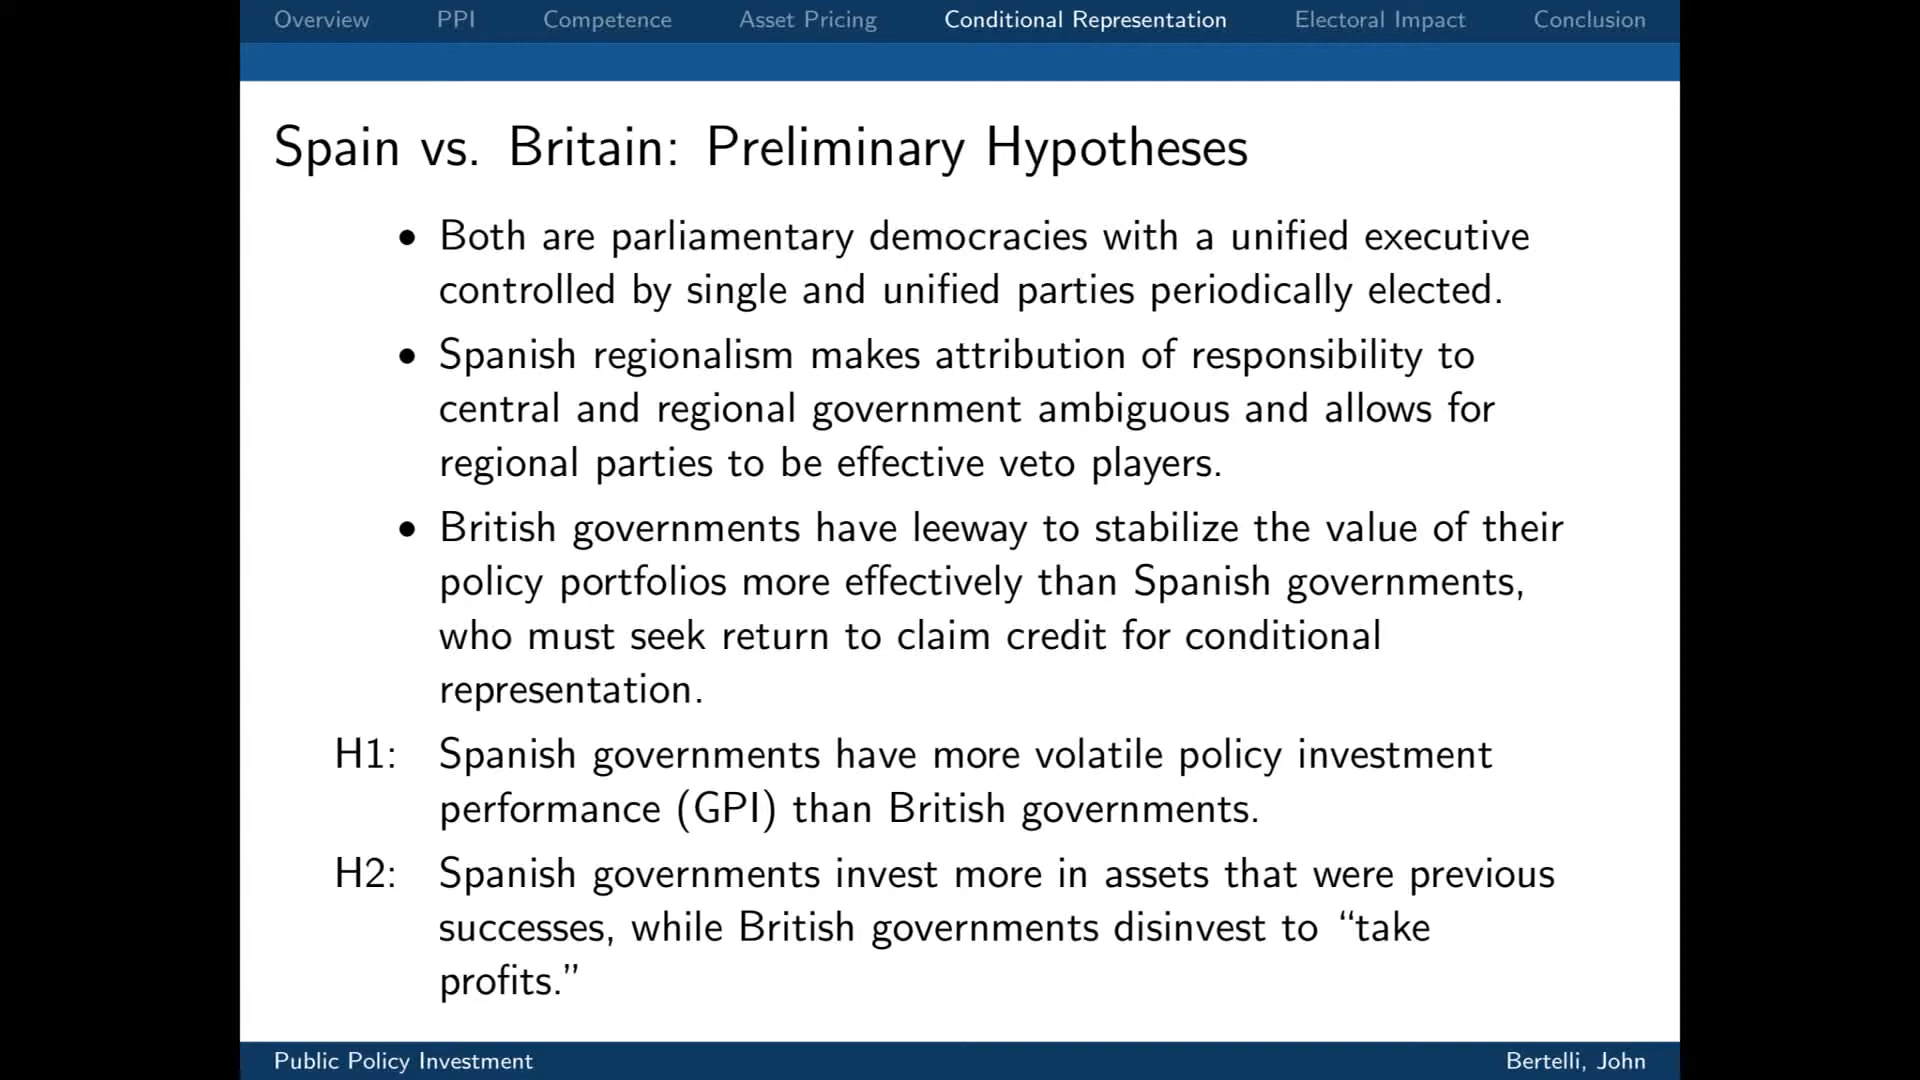 Overview PPI Competence Asset Pricing Conditional Representation Electoral Impact Conclusion
Spain vs. Britain: Preliminary Hypotheses
• Both are parliamentary democracies with a unified executive
controlled by single and unified parties periodically elected.
• Spanish regionalism makes attribution of responsibility to
central and regional government ambiguous and allows for
regional parties to be effective veto players.
• British governments have leeway to stabilize the value of their
policy portfolios more effectively than Spanish governments,
who must seek return to claim credit for conditional
representation.
H1: Spanish governments have more volatile policy investment
performance (GPI) than British governments.
H2: Spanish governments invest more in assets that were previous
successes, while British governments disinvest to “take
profits.”
Public Policy Investment Bertelli, John